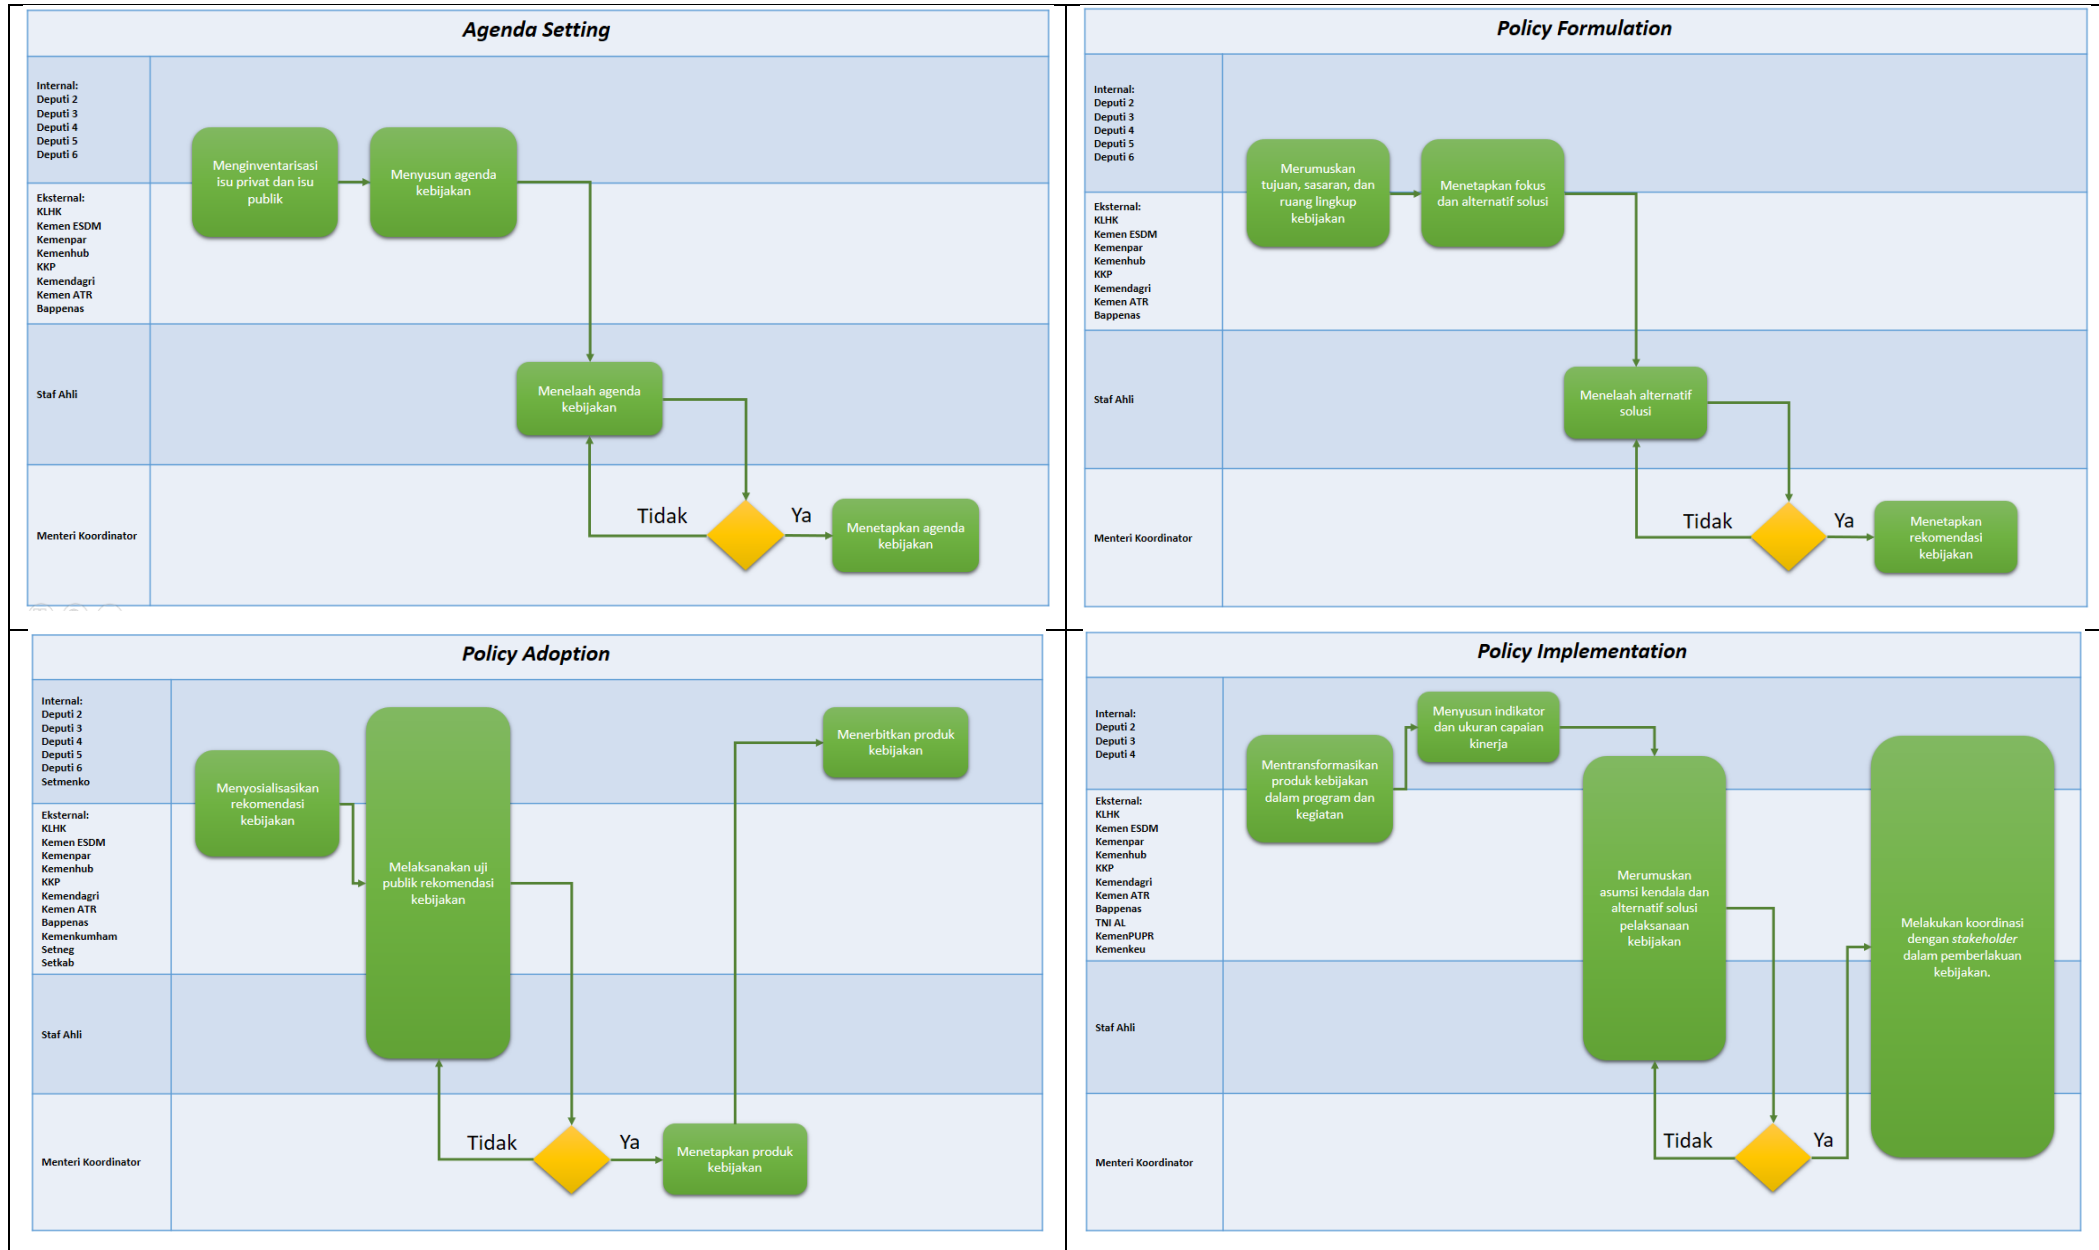 Agenda Setting
Internal:
Deputi 2
Deputi 3
Deputi 4
Deputi 5
Deputi 6
Menginventarisasi
isu privat dan isu
publik
Menyusun agenda
kebijakan
Eksternal:
KLHK
Kemen ESDM
Kemenpar
Kemenhub
KKP
Kemendagri
Kemen ATR
Bappenas
Staf Ahli
Menelaah agenda
kebijakan
Menteri Koordinator
Tidak
Ya
Menetapkan agenda
kebijakan
Policy Formulation
Internal:
Deputi 2
Deputi 3
Deputi 4
Deputi 5
Deputi 6
Merumuskan
tujuan, sasaran, dan
ruang lingkup
kebijakan
Menetapkan fokus
dan alternatif solusi
Eksternal:
KLHK
Kemen ESDM
Kemenpar
Kemenhub
KKP
Kemendagri
Kemen ATR
Bappenas
Staf Ahli
Menelaah alternatif
solusi
Menteri Koordinator
Tidak
Ya
Menetapkan
rekomendasi
kebijakan
Policy Adoption
Internal:
Deputi 2
Deputi 3
Deputi 4
Deputi 5
Deputi 6
Setmenko
Menyosialisasikan
rekomendasi
kebijakan
Melaksanakan uji
publik rekomendasi
kebijakan
Menerbitkan produk
kebijakan
Eksternal:
KLHK
Kemen ESDM
Kemenpar
Kemenhub
KKP
Kemendagri
Kemen ATR
Bappenas
Kemenkumham
Setneg
Setkab
Staf Ahli
Menteri Koordinator
Tidak
Ya
Menetapkan produk
kebijakan
Policy Implementation
Internal:
Deputi 2
Deputi 3
Deputi 4
Mentransformasikan
produk kebijakan
dalam program dan
kegiatan
Menyusun indikator
dan ukuran capaian
kinerja
Eksternal:
KLHK
Kemen ESDM
Kemenpar
Kemenhub
KKP
Kemendagri
Kemen ATR
Bappenas
TNI AL
KemenPUPR
Kemenkeu
Merumuskan
asumsi kendala dan
alternatif solusi
pelaksanaan
kebijakan
Melakukan koordinasi
dengan stakeholder
dalam pemberlakuan
kebijakan.
Staf Ahli
Menteri Koordinator
Tidak
Ya